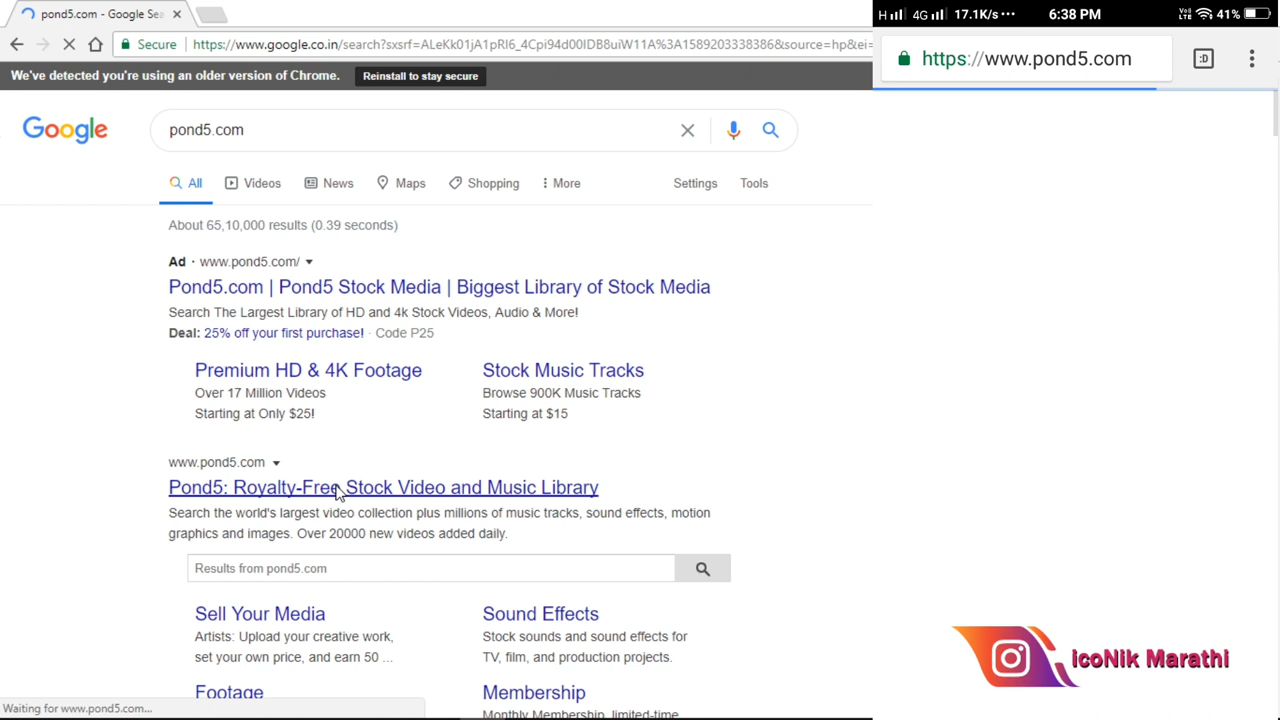 pond5.com - Google Sea
Secure
https://www.google.co.in/search?sxsrf=ALeKk01jA1pRI6_4Cpi94d00IDB8uiW11A%3A1589203338386&source=hp&ei=
We've detected you're using an older version of Chrome.
Reinstall to stay secure
Google
pond5.com
All
Videos
News
Maps
Shopping
More
Settings
Tools
About 65,10,000 results (0.39 seconds)
Ad · www.pond5.com/
Pond5.com | Pond5 Stock Media | Biggest Library of Stock Media
Search The Largest Library of HD and 4k Stock Videos, Audio & More!
Deal: 25% off your first purchase! · Code P25
Premium HD & 4K Footage
Over 17 Million Videos
Starting at Only $25!
Stock Music Tracks
Browse 900K Music Tracks
Starting at $15
www.pond5.com
Pond5: Royalty-Free Stock Video and Music Library
Search the world's largest video collection plus millions of music tracks, sound effects, motion
graphics and images. Over 20000 new videos added daily.
Results from pond5.com
Sell Your Media
Artists: Upload your creative work,
set your own price, and earn 50 ...
Sound Effects
Stock sounds and sound effects for
TV, film, and production projects.
Footage
Membership
Monthly Membership, limited-time
Waiting for www.pond5.com...
H 4G 17.1K/s ··· 6:38 PM VoLTE 41%
https://www.pond5.com
:D
icoNik Marathi